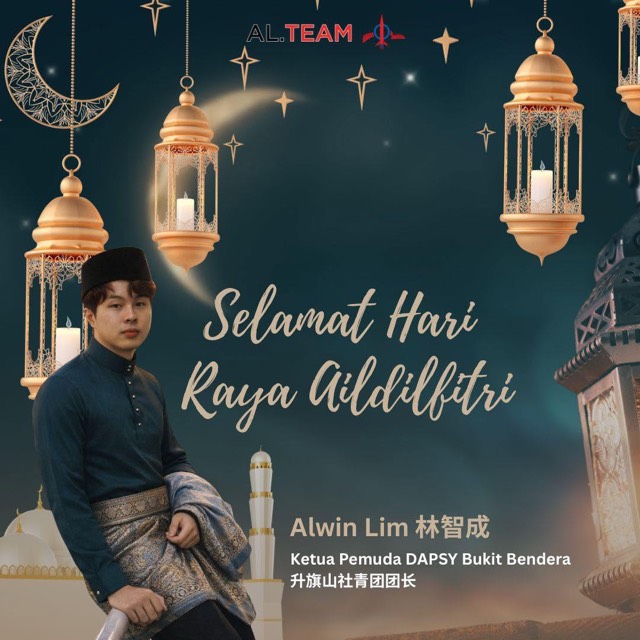 AL.TEAM
Selamat Hari
Raya Aildilfitri
Alwin Lim 林智成
Ketua Pemuda DAPSY Bukit Bendera
升旗山社青团团长